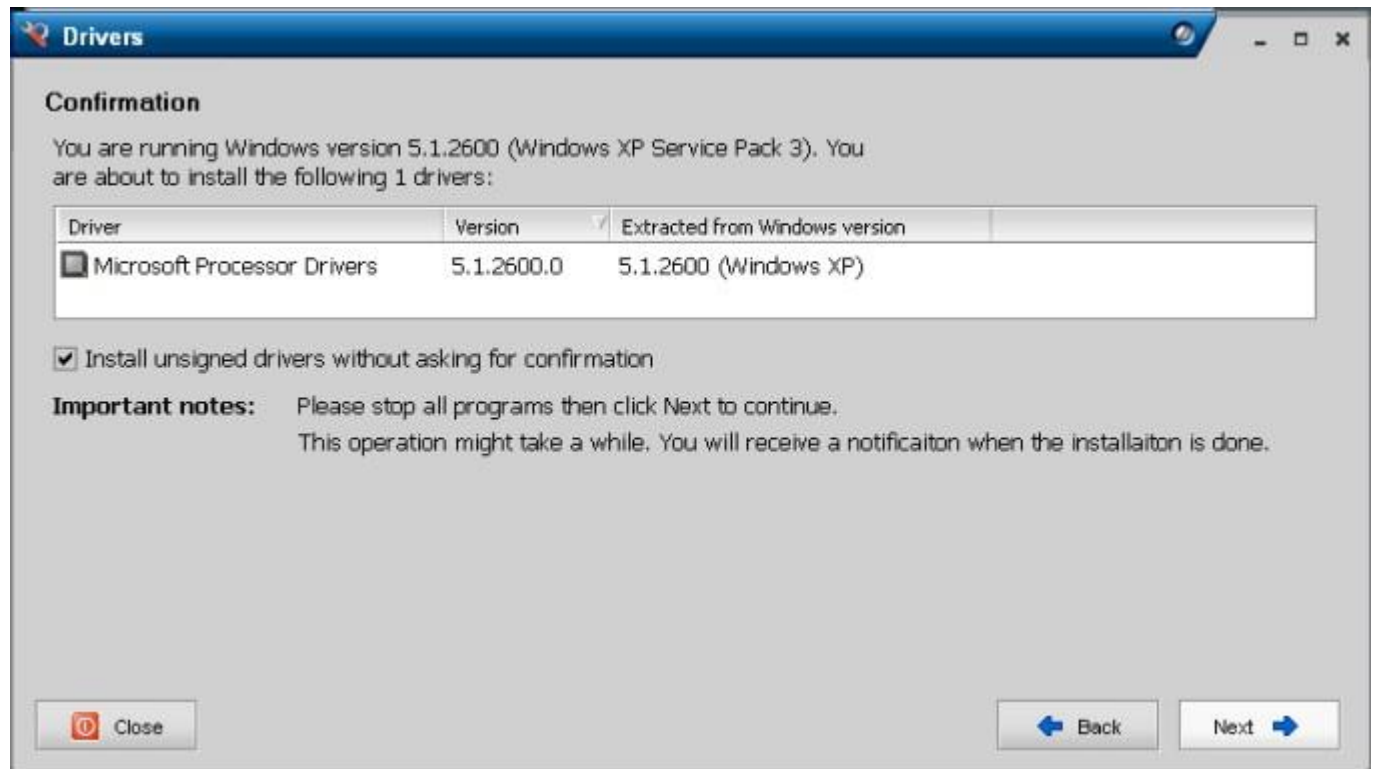 Drivers
Confirmation
You are running Windows version 5.1.2600 (Windows XP Service Pack 3). You
are about to install the following 1 drivers:
Driver Version Extracted from Windows version
Microsoft Processor Drivers 5.1.2600.0 5.1.2600 (Windows XP)
Install unsigned drivers without asking for confirmation
Important notes: Please stop all programs then click Next to continue.
This operation might take a while. You will receive a notificaiton when the installaiton is done.
Close Back Next